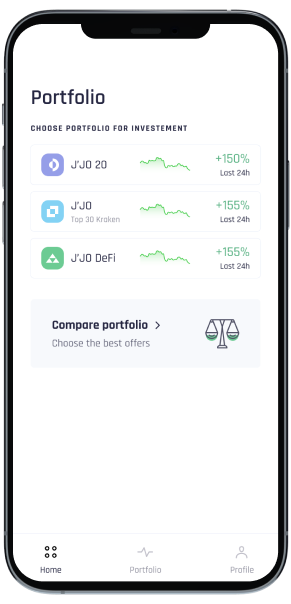 Portfolio
CHOOSE PORTFOLIO FOR INVESTEMENT
J'JO 20
+150%
Last 24h
J'JO
Top 30 Kraken
+155%
Last 24h
J'JO DeFi
+155%
Last 24h
Compare portfolio
Choose the best offers
Home
Portfolio
Profile